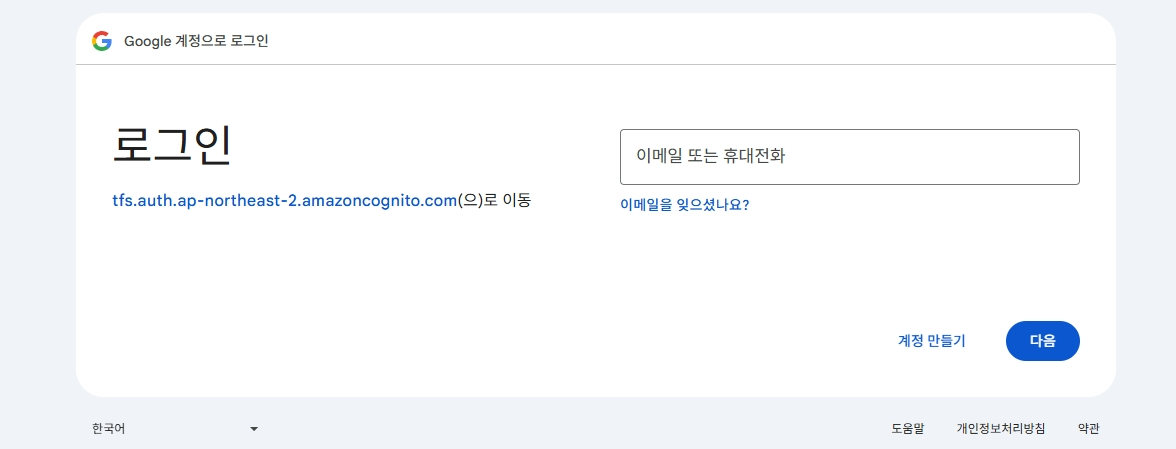 Google 계정으로 로그인
로그인
tfs.auth.ap-northeast-2.amazoncognito.com(으)로 이동
이메일 또는 휴대전화
이메일을 잊으셨나요?
계정 만들기
다음
한국어
도움말
개인정보처리방침
약관